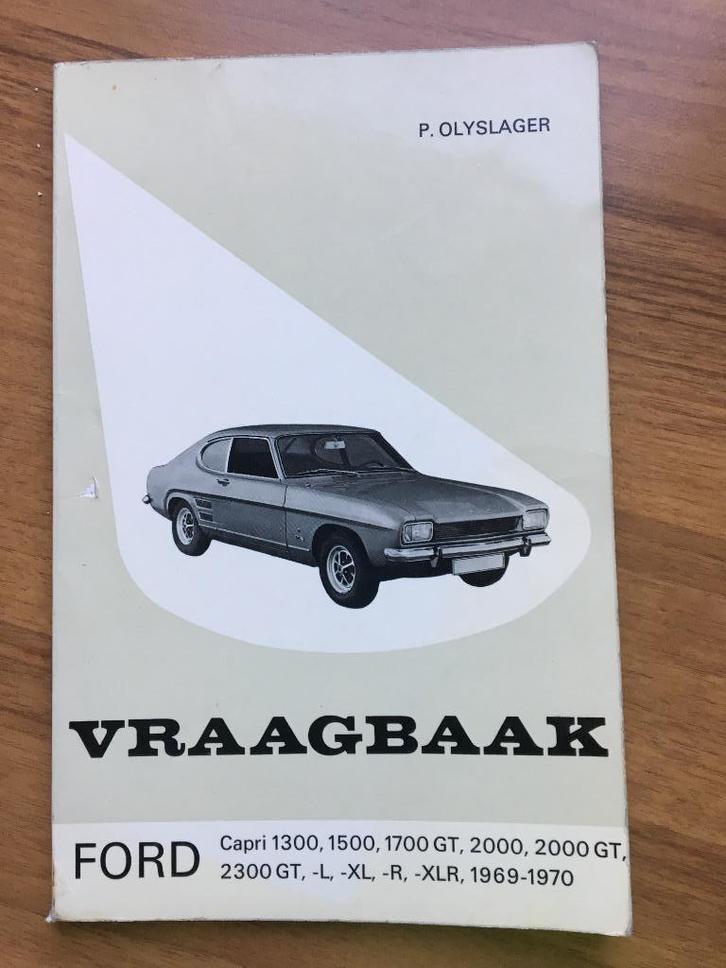 P. OLYSLAGER
VRAAGBAAK
FORD
Capri 1300, 1500, 1700 GT, 2000, 2000 GT,
2300 GT, -L, -XL, -R, -XLR, 1969-1970